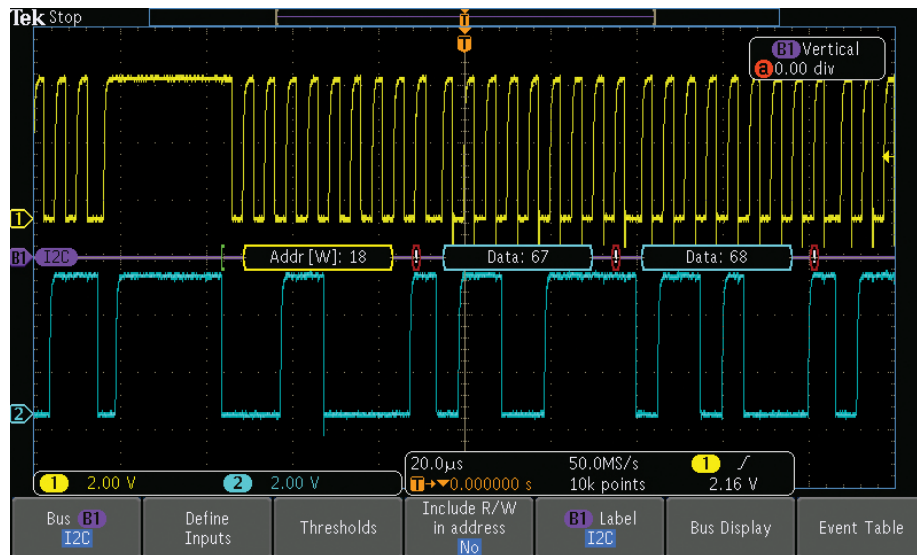 Tek Stop
T
T
B1 Vertical
a 0.00 div
1
B1 I2C
Addr [W]: 18
!
Data: 67
!
Data: 68
!
2
1 2.00 V
2 2.00 V
20.0µs
50.0MS/s
1
T→▼0.000000 s
10k points
2.16 V
Bus B1
I2C
Define
Inputs
Thresholds
Include R/W
in address
No
B1 Label
I2C
Bus Display
Event Table